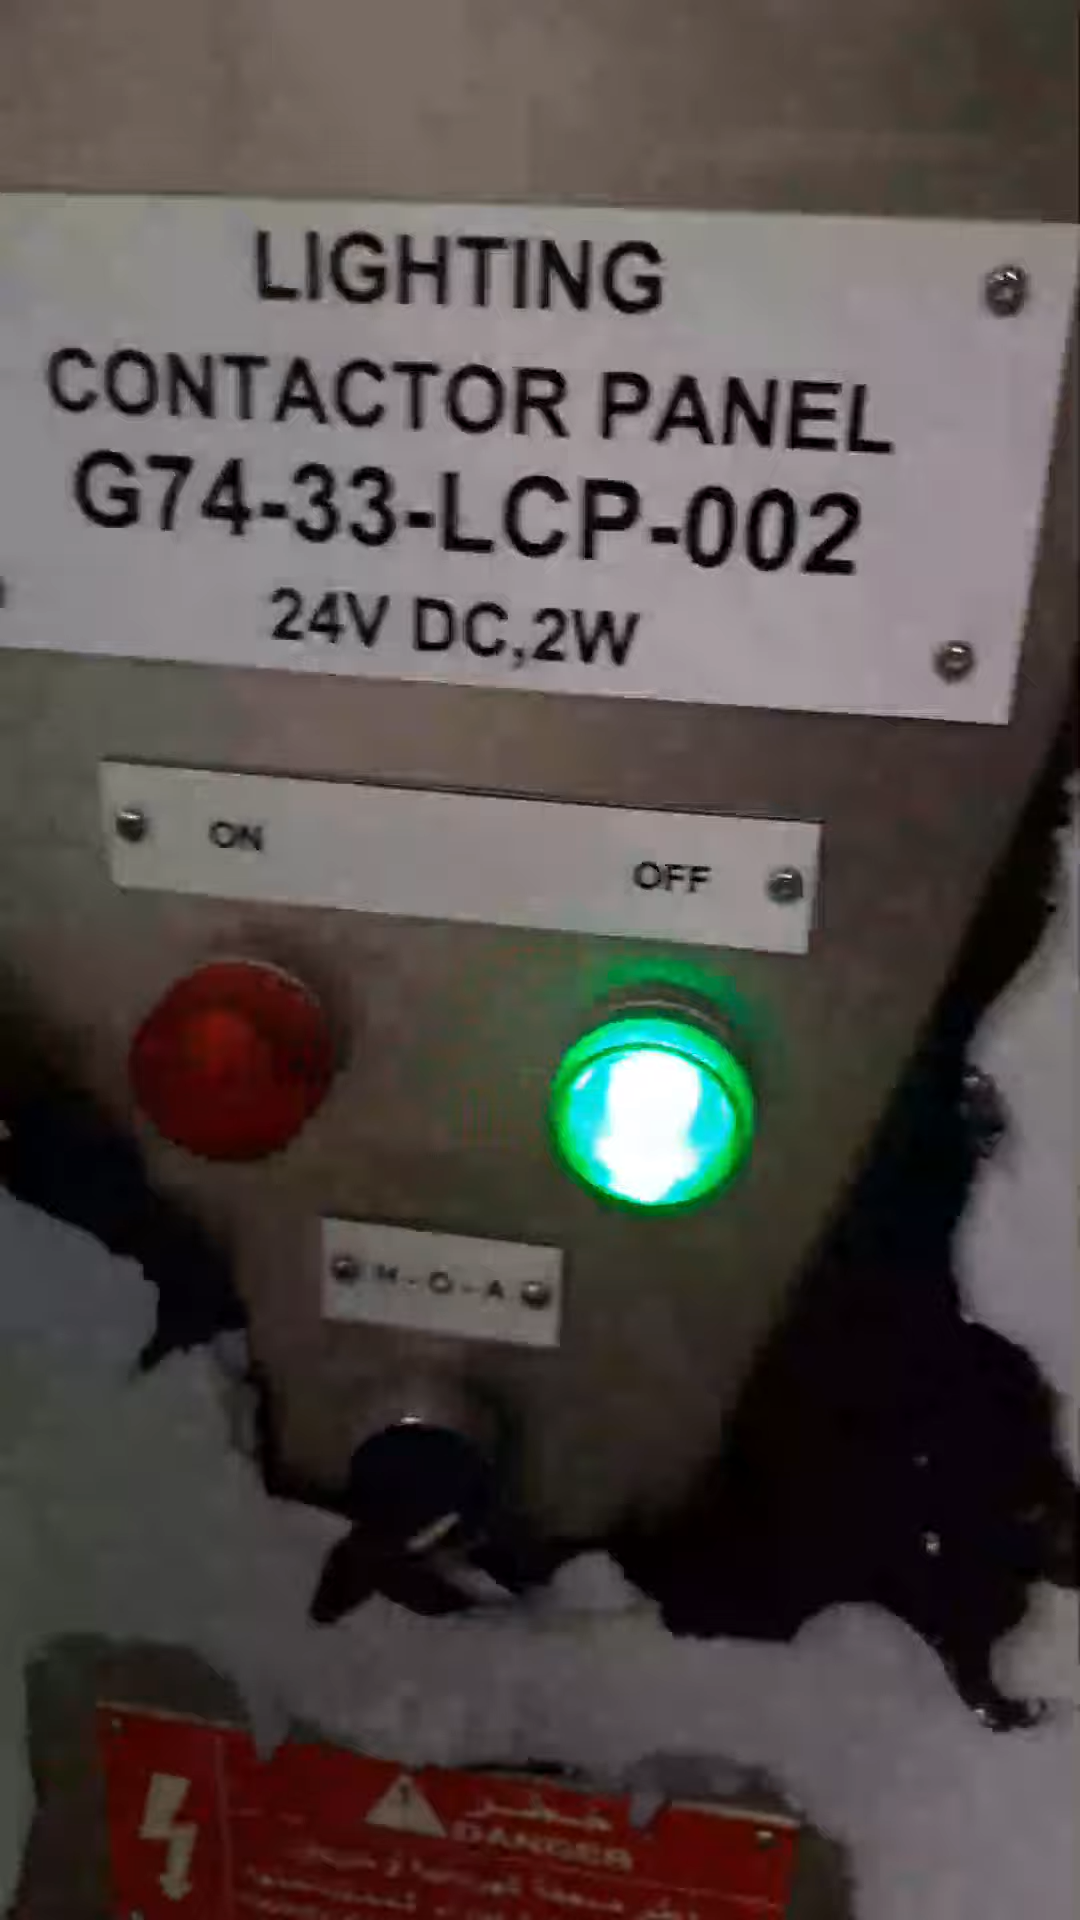 LIGHTING
CONTACTOR PANEL
G74-33-LCP-002
24V DC,2W
ON OFF
M-O-A
خطر
DANGER